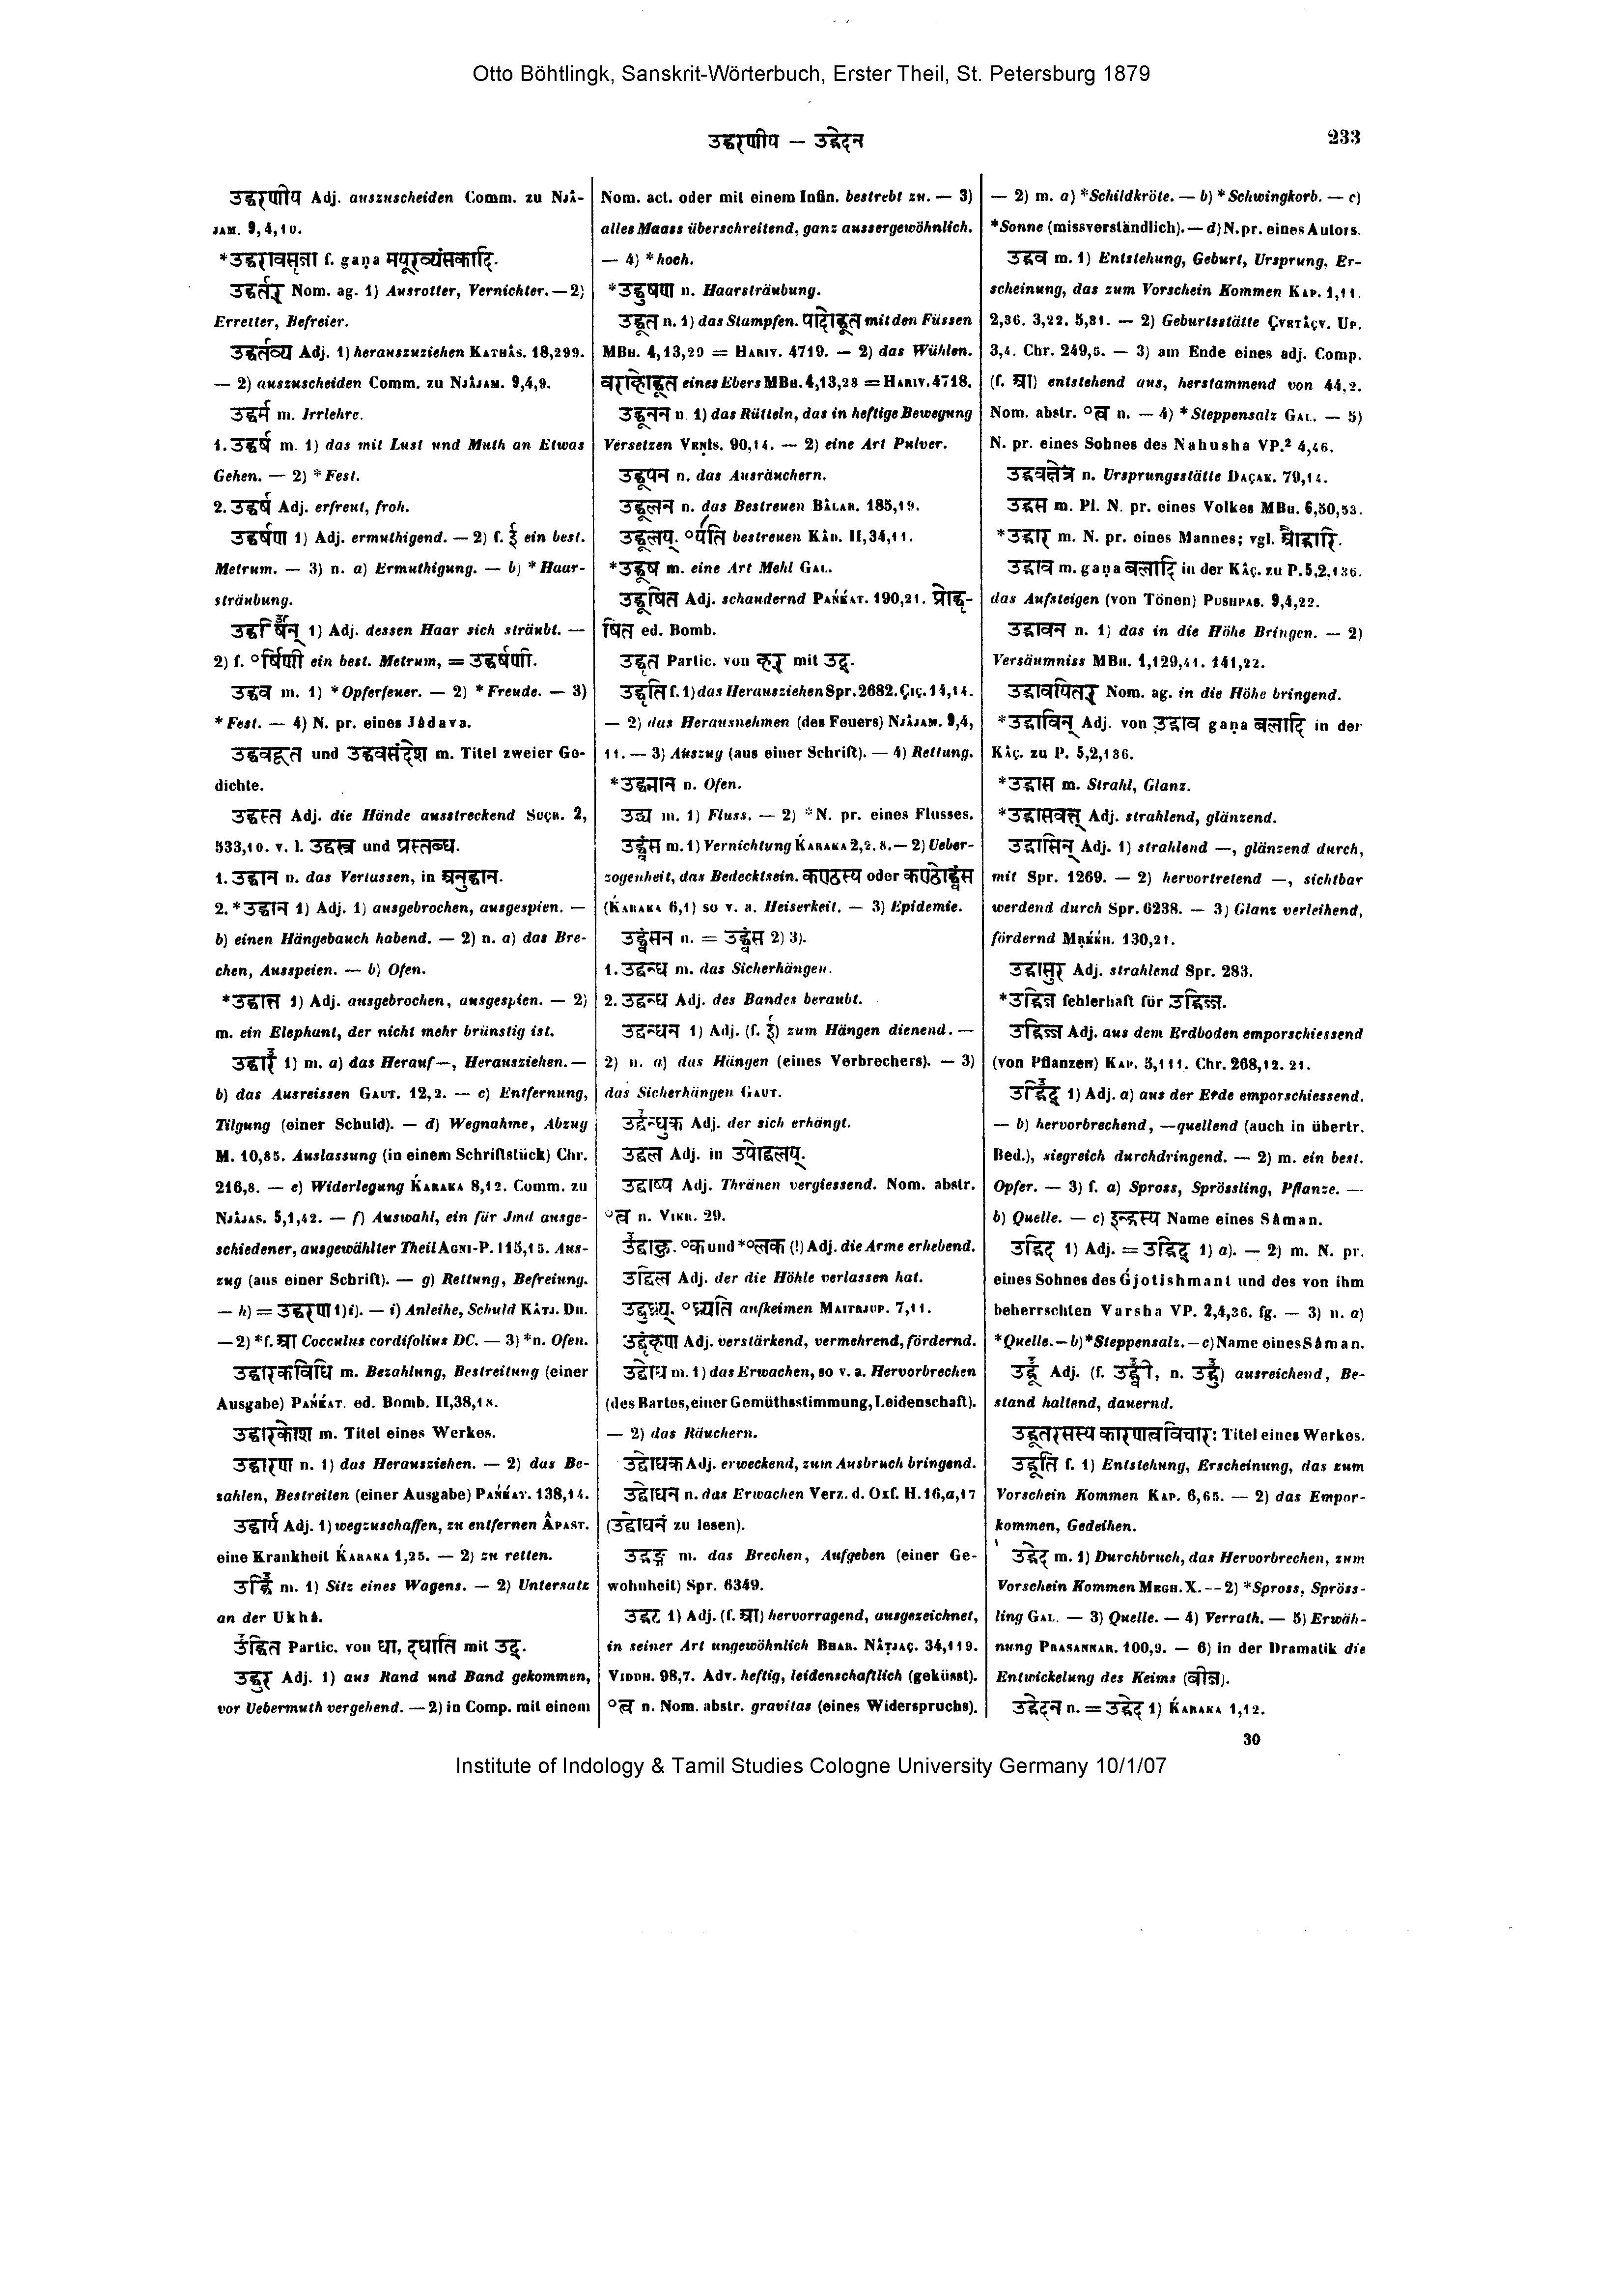 Otto Böhtlingk, Sanskrit-Wörterbuch, Erster Theil, St. Petersburg 1879
उद्धरणीय — उद्भेदन
233
उद्धरणीय Adj. auszuscheiden Comm. zu Njâ-
jam. 9,4,10.
*उद्धरावसृजा f. gaṇa मयूरव्यंसकादि.
उद्धर्तर् Nom. ag. 1) Ausrotter, Vernichter. — 2)
Erretter, Befreier.
उद्धर्तव्य Adj. 1) herauszuziehen Kathâs. 18,299.
— 2) auszuscheiden Comm. zu Njâjam. 9,4,9.
उद्धर्म m. Irrlehre.
1. उद्धर्ष m. 1) das mit Lust und Muth an Etwas
Gehen. — 2) *Fest.
2. उद्धर्ष Adj. erfreut, froh.
उद्धर्षण 1) Adj. ermuthigend. — 2) f. ई ein best.
Metrum. — 3) n. a) Ermuthigung. — b) *Haar-
sträubung.
उद्धर्षिन् 1) Adj. dessen Haar sich sträubt. —
2) f. °र्षिणी ein best. Metrum, = उद्धर्षणी.
उद्धव m. 1) *Opferfeuer. — 2) *Freude. — 3)
*Fest. — 4) N. pr. eines Jâdava.
उद्धवदूत und उद्धवसंदेश m. Titel zweier Ge-
dichte.
उद्धस्त Adj. die Hände ausstreckend Suçr. 2,
533,10. v. l. उद्वस्त्र und प्रस्तब्ध.
1. उद्धान n. das Verlassen, in अनुद्धान.
2. *उद्धान 1) Adj. 1) ausgebrochen, ausgespien. —
b) einen Hängebauch habend. — 2) n. a) das Bre-
chen, Ausspeien. — b) Ofen.
*उद्धान्त 1) Adj. ausgebrochen, ausgespien. — 2)
m. ein Elephant, der nicht mehr brünstig ist.
उद्धार 1) m. a) das Herauf—, Herausziehen. —
b) das Ausreissen Gaut. 12,2. — c) Entfernung,
Tilgung (einer Schuld). — d) Wegnahme, Abzug
M. 10,85. Auslassung (in einem Schriftstück) Chr.
216,8. — e) Widerlegung Ḱaraka 8,12. Comm. zu
Njâjas. 5,1,42. — f) Auswahl, ein für Jmd ausge-
schiedener, ausgewählter Theil Agni-P. 115,15. Aus-
zug (aus einer Schrift). — g) Rettung, Befreiung.
— h) = उद्धरण 1) i). — i) Anleihe, Schuld Kâtj. Dh.
— 2) *f. आ Cocculus cordifolius DC. — 3) *n. Ofen.
उद्धारकविधि m. Bezahlung, Bestreitung (einer
Ausgabe) Pańḱat. ed. Bomb. II,38,18.
उद्धारकोश m. Titel eines Werkes.
उद्धारण n. 1) das Herausziehen. — 2) das Be-
zahlen, Bestreiten (einer Ausgabe) Pańḱat. 138,14.
उद्धार्य Adj. 1) wegzuschaffen, zu entfernen Âpast.
eine Krankheit Ḱaraka 1,25. — 2) zu retten.
उद्धि m. 1) Sitz eines Wagens. — 2) Untersatz
an der Ukhâ.
उद्धित Partic. von धा, दधाति mit उद्.
उद्धुर Adj. 1) aus Rand und Band gekommen,
vor Uebermuth vergehend. — 2) in Comp. mit einem
Nom. act. oder mit einem Infin. bestrebt zu. — 3)
alles Maass überschreitend, ganz aussergewöhnlich.
— 4) *hoch.
*उद्धुषण n. Haarsträubung.
उद्धूत n. 1) das Stampfen. पादोद्धूत mit den Füssen
MBh. 4,13,29 = Hariv. 4719. — 2) das Wühlen.
वराहोद्धूत eines Ebers MBh. 4,13,28 = Hariv. 4718.
उद्धूनन n. 1) das Rütteln, das in heftige Bewegung
Versetzen Venîs. 90,14. — 2) eine Art Pulver.
उद्धूपन n. das Ausräuchern.
उद्धूलन n. das Bestreuen Bâlar. 185,19.
उद्धूलय्, °यति bestreuen Kâd. II,34,11.
*उद्धूष m. eine Art Mehl Gal.
उद्धूषित Adj. schaudernd Pańḱat. 190,21. प्रोद्धू-
षित ed. Bomb.
उद्धृत Partic. von हर् mit उद्.
उद्धृति f. 1) das Herausziehen Spr. 2682. Çiç. 14,14.
— 2) das Herausnehmen (des Feuers) Njâjam. 9,4,
11. — 3) Auszug (aus einer Schrift). — 4) Rettung.
*उद्ध्मान n. Ofen.
उद्ध्य m. 1) Fluss. — 2) *N. pr. eines Flusses.
उद्ध्वंस m. 1) Vernichtung Ḱaraka 2,2.8. — 2) Ueber-
zogenheit, das Bedecktsein. कण्ठस्य oder कण्ठोद्ध्वंस
(Ḱaraka 6,1) so v. a. Heiserkeit. — 3) Epidemie.
उद्ध्वंसन n. = उद्ध्वंस 2) 3).
1. उद्बन्ध m. das Sicherhängen.
2. उद्बन्ध Adj. des Bandes beraubt.
उद्बन्धन 1) Adj. (f. ई) zum Hängen dienend. —
2) n. a) das Hängen (eines Verbrechers). — 3)
das Sicherhängen Gaut.
उद्बन्धुक Adj. der sich erhängt.
उद्बल Adj. in उपोद्बलय्.
उद्बाष्प Adj. Thränen vergiessend. Nom. abstr.
°त्व n. Vikr. 29.
उद्बाहु, °क und *°लक (!) Adj. die Arme erhebend.
उद्बिल Adj. der die Höhle verlassen hat.
उद्बुध्य्, °ध्यति aufkeimen Maitrjup. 7,11.
उद्बृंहण Adj. verstärkend, vermehrend, fördernd.
उद्बोध m. 1) das Erwachen, so v. a. Hervorbrechen
(des Bartes, einer Gemüthsstimmung, Leidenschaft).
— 2) das Räuchern.
उद्बोधक Adj. erweckend, zum Ausbruch bringend.
उद्बोधन n. das Erwachen Verz. d. Oxf. H. 16,a,17
(उद्बोधनं zu lesen).
उद्भङ्ग m. das Brechen, Aufgeben (einer Ge-
wohnheit) Spr. 6349.
उद्भट 1) Adj. (f. आ) hervorragend, ausgezeichnet,
in seiner Art ungewöhnlich Bhar. Nâtjaç. 34,119.
Viddh. 98,7. Adv. heftig, leidenschaftlich (geküsst).
°त्व n. Nom. abstr. gravitas (eines Widerspruchs).
— 2) m. a) *Schildkröte. — b) *Schwingkorb. — c)
*Sonne (missverständlich). — d) N. pr. eines Autors.
उद्भव m. 1) Entstehung, Geburt, Ursprung, Er-
scheinung, das zum Vorschein Kommen Kap. 1,11.
2,36. 3,22. 5,81. — 2) Geburtsstätte Çvetâçv. Up.
3,4. Chr. 249,5. — 3) am Ende eines adj. Comp.
(f. आ) entstehend aus, herstammend von 44,2.
Nom. abstr. °त्व n. — 4) *Steppensalz Gal. — 5)
N. pr. eines Sohnes des Nahusha VP.² 4,46.
उद्भवक्षेत्र n. Ursprungsstätte Daçak. 79,14.
उद्भस m. Pl. N. pr. eines Volkes MBh. 6,50,53.
*उद्भार m. N. pr. eines Mannes; vgl. औद्भारि.
उद्भाव m. gaṇa बलादि in der Kâç. zu P. 5,2,136.
das Aufsteigen (von Tönen) Pushpas. 9,4,22.
उद्भावन n. 1) das in die Höhe Bringen. — 2)
Versäumniss MBh. 1,129,41. 141,22.
उद्भावयितर् Nom. ag. in die Höhe bringend.
*उद्भाविन् Adj. von उद्भाव gaṇa बलादि in der
Kâç. zu P. 5,2,136.
*उद्भास m. Strahl, Glanz.
*उद्भासवत्त् Adj. strahlend, glänzend.
उद्भासिन् Adj. 1) strahlend —, glänzend durch,
mit Spr. 1269. — 2) hervortretend —, sichtbar
werdend durch Spr. 6238. — 3) Glanz verleihend,
fördernd Mṛḱḱh. 130,21.
उद्भासुर Adj. strahlend Spr. 283.
*उद्भिज fehlerhaft für उद्भिज्ज.
उद्भिज्ज Adj. aus dem Erdboden emporschiessend
(von Pflanzen) Kap. 5,111. Chr. 268,12. 21.
उद्भिद् 1) Adj. a) aus der Erde emporschiessend.
— b) hervorbrechend, —quellend (auch in übertr.
Bed.), siegreich durchdringend. — 2) m. ein best.
Opfer. — 3) f. a) Spross, Sprössling, Pflanze. —
b) Quelle. — c) इन्द्रस्य Name eines Sâman.
उद्भिद 1) Adj. = उद्भिद् 1) a). — 2) m. N. pr.
eines Sohnes des Ǵjotishmant und des von ihm
beherrschten Varsha VP. 2,4,36. fg. — 3) n. a)
*Quelle. — b) *Steppensalz. — c) Name eines Sâman.
उद्भु Adj. (f. उद्भ्वी, n. उद्भु) ausreichend, Be-
stand haltend, dauernd.
उद्भूतरसस्य कारणत्वविचारः Titel eines Werkes.
उद्भूति f. 1) Entstehung, Erscheinung, das zum
Vorschein Kommen Kap. 6,65. — 2) das Empor-
kommen, Gedeihen.
उद्भेद m. 1) Durchbruch, das Hervorbrechen, zum
Vorschein Kommen Megh. X. — 2) *Spross, Spröss-
ling Gal. — 3) Quelle. — 4) Verrath. — 5) Erwäh-
nung Prasannar. 100,9. — 6) in der Dramatik die
Entwickelung des Keims (बीज).
उद्भेदन n. = उद्भेद 1) Ḱaraka 1,12.
30
Institute of Indology & Tamil Studies Cologne University Germany 10/1/07